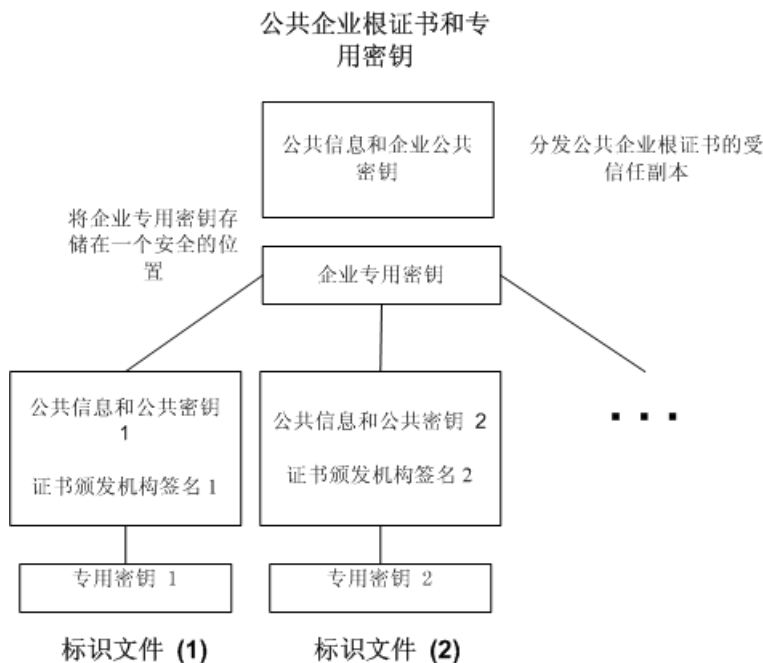 公共企业根证书和专
用密钥
公共信息和企业公共
密钥
分发公共企业根证书的受
信任副本
将企业专用密钥存
储在一个安全的位
置
企业专用密钥
公共信息和公共密钥
1
证书颁发机构签名 1
公共信息和公共密钥 2
证书颁发机构签名 2
...
专用密钥 1
专用密钥 2
标识文件 (1)
标识文件 (2)